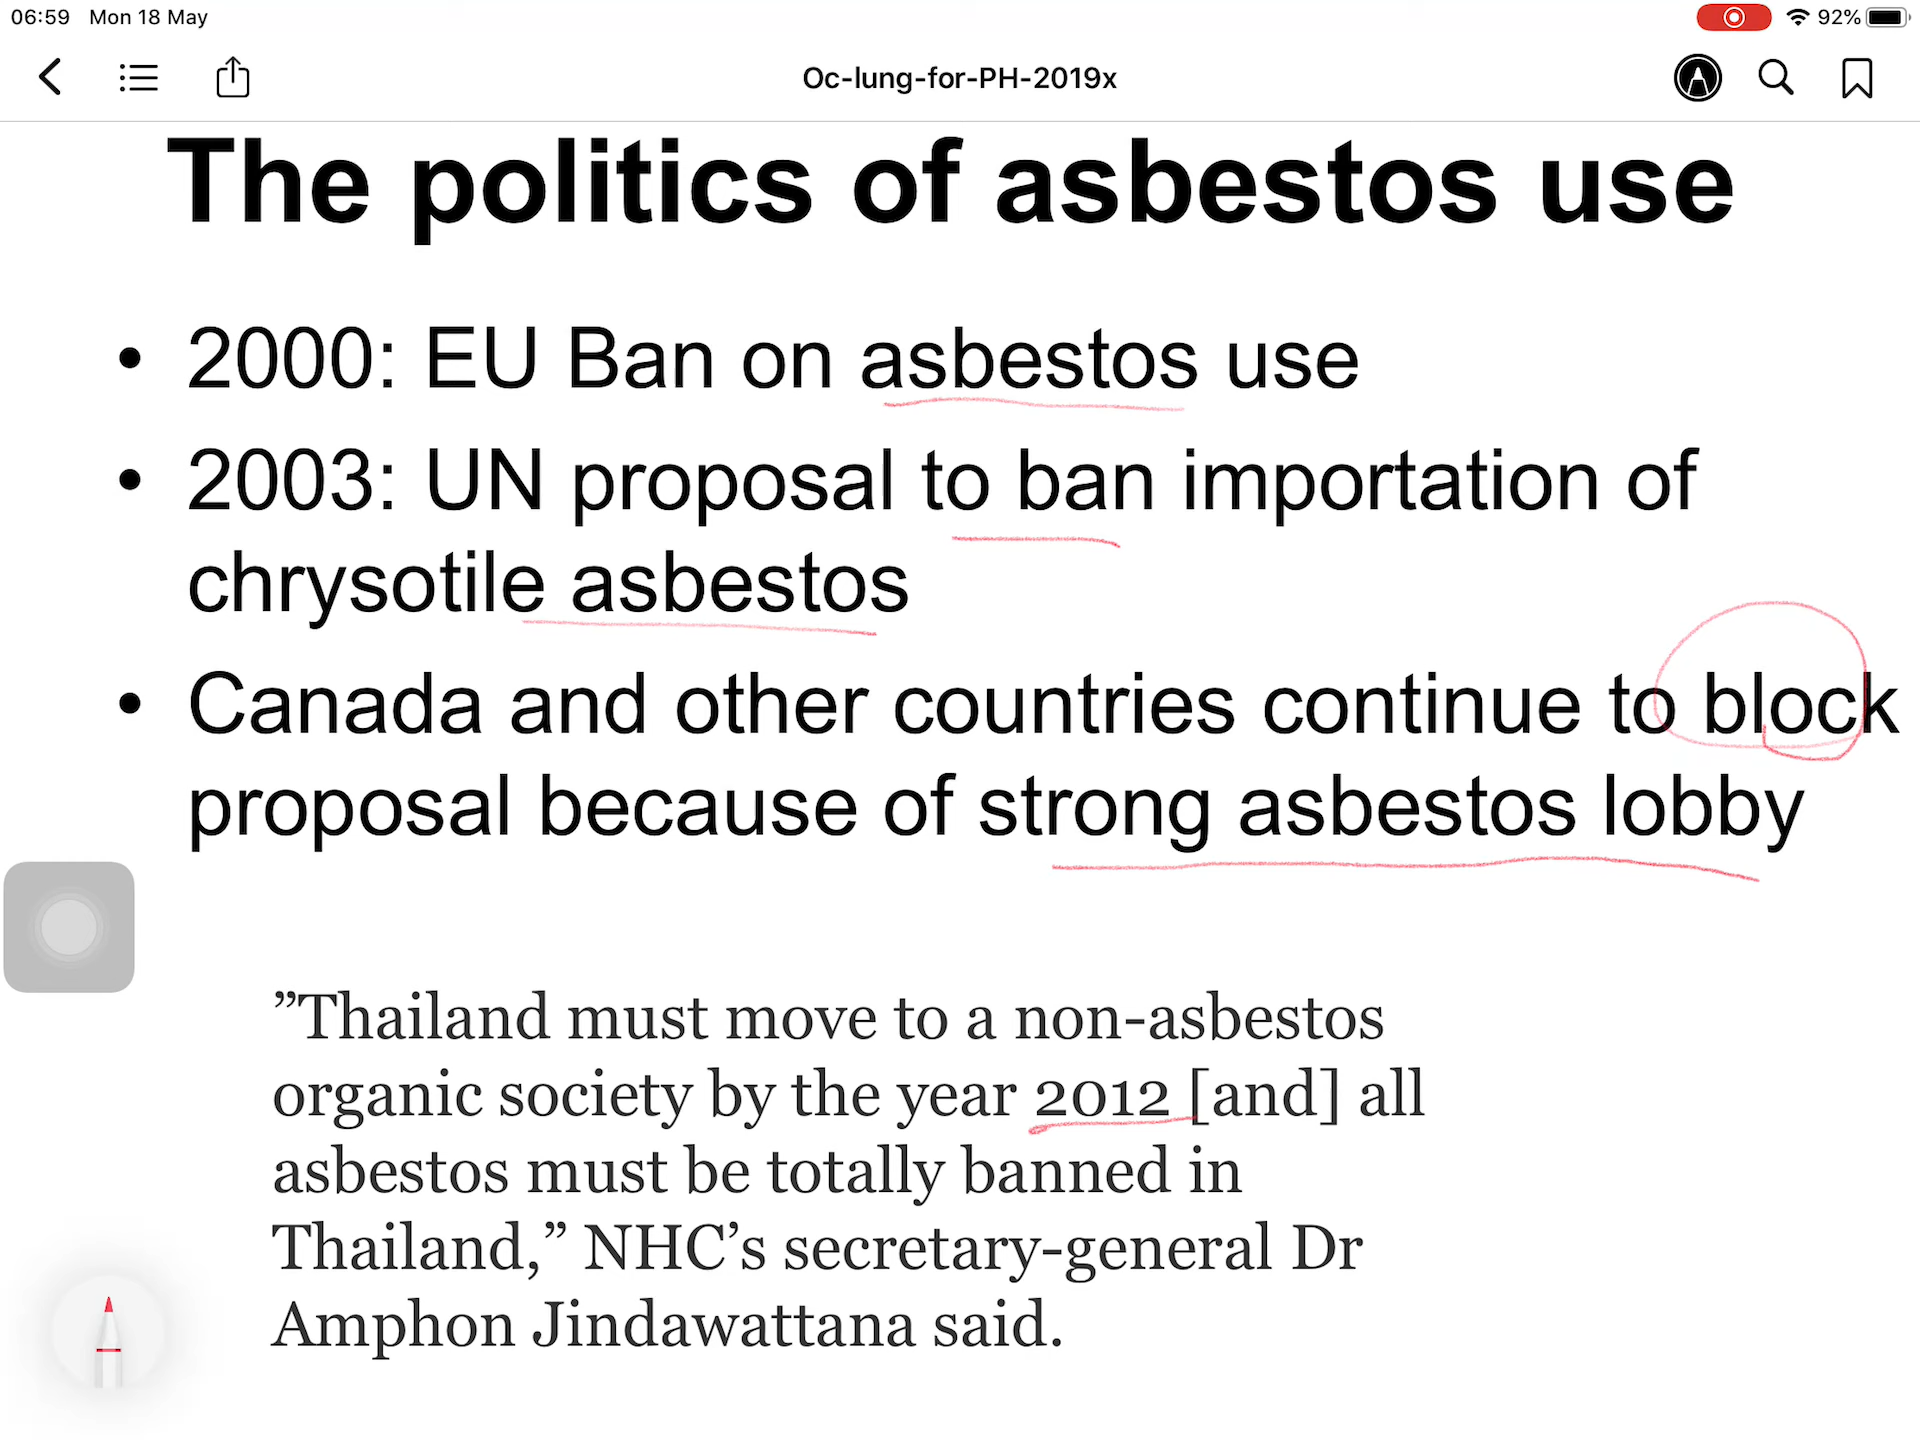 06:59 Mon 18 May
92%
Oc-lung-for-PH-2019x
The politics of asbestos use
• 2000: EU Ban on asbestos use
• 2003: UN proposal to ban importation of
chrysotile asbestos
• Canada and other countries continue to block
proposal because of strong asbestos lobby
”Thailand must move to a non-asbestos
organic society by the year 2012 [and] all
asbestos must be totally banned in
Thailand,” NHC’s secretary-general Dr
Amphon Jindawattana said.